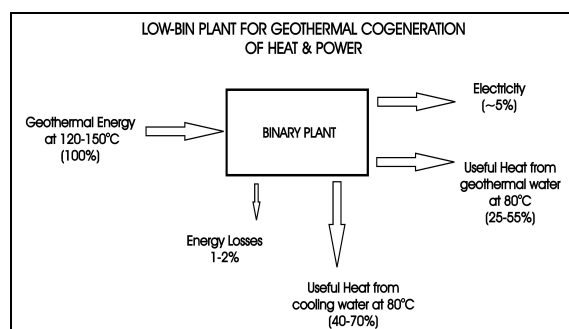 LOW-BIN PLANT FOR GEOTHERMAL COGENERATION
OF HEAT & POWER
Geothermal Energy
at 120-150°C
(100%)
BINARY PLANT
Electricity
(~5%)
Useful Heat from
geothermal water
at 80°C
(25-55%)
Energy Losses
1-2%
Useful Heat from
cooling water at 80°C
(40-70%)